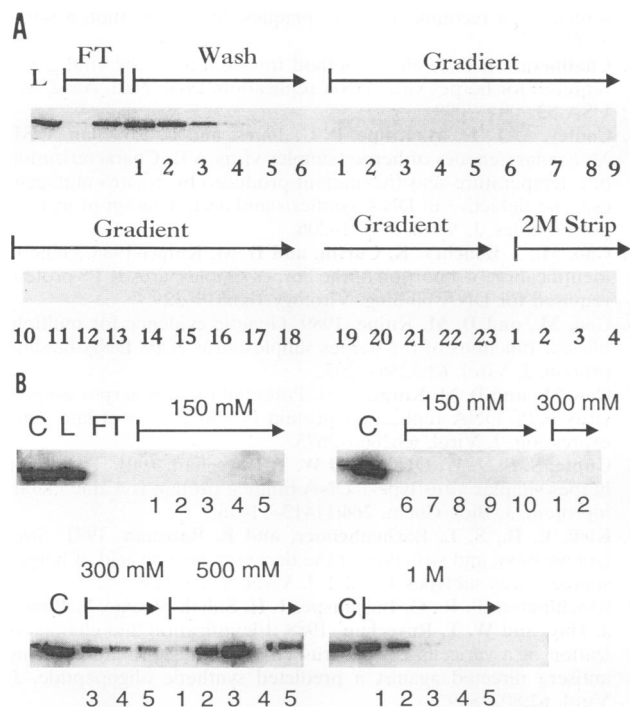 A
L FT Wash Gradient
1 2 3 4 5 6 1 2 3 4 5 6 7 8 9
Gradient Gradient 2M Strip
10 11 12 13 14 15 16 17 18 19 20 21 22 23 1 2 3 4
B
150 mM 150 mM 300 mM
C L FT C
1 2 3 4 5 6 7 8 9 10 1 2
300 mM 500 mM 1 M
C C
3 4 5 1 2 3 4 5 1 2 3 4 5